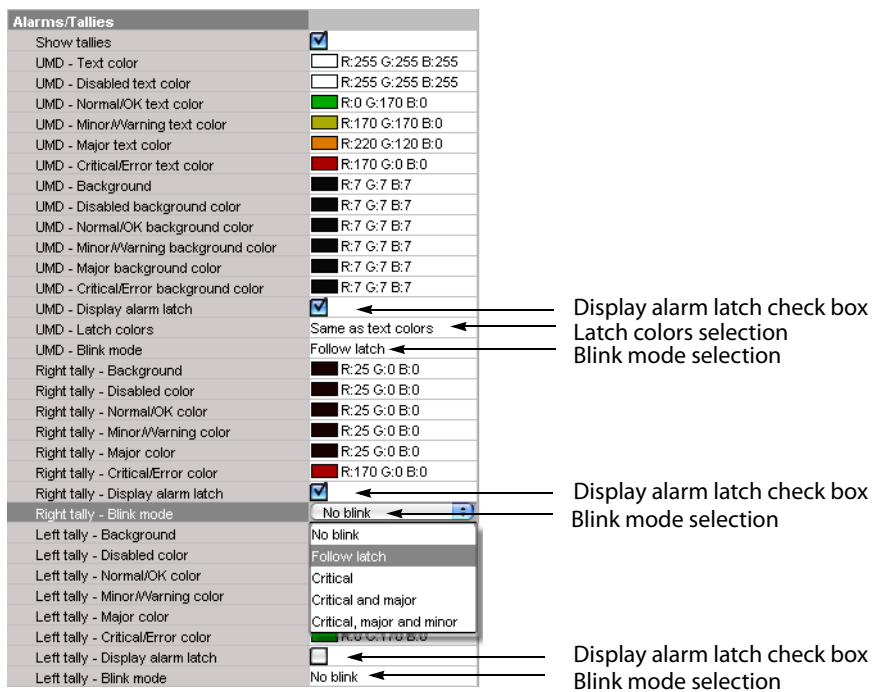 Alarms/Tallies
Show tallies
UMD - Text color R:255 G:255 B:255
UMD - Disabled text color R:255 G:255 B:255
UMD - Normal/OK text color R:0 G:170 B:0
UMD - Minor/Warning text color R:170 G:170 B:0
UMD - Major text color R:220 G:120 B:0
UMD - Critical/Error text color R:170 G:0 B:0
UMD - Background R:7 G:7 B:7
UMD - Disabled background color R:7 G:7 B:7
UMD - Normal/OK background color R:7 G:7 B:7
UMD - Minor/Warning background color R:7 G:7 B:7
UMD - Major background color R:7 G:7 B:7
UMD - Critical/Error background color R:7 G:7 B:7
UMD - Display alarm latch Display alarm latch check box
UMD - Latch colors Same as text colors Latch colors selection
UMD - Blink mode Follow latch Blink mode selection
Right tally - Background R:25 G:0 B:0
Right tally - Disabled color R:25 G:0 B:0
Right tally - Normal/OK color R:25 G:0 B:0
Right tally - Minor/Warning color R:25 G:0 B:0
Right tally - Major color R:25 G:0 B:0
Right tally - Critical/Error color R:170 G:0 B:0
Right tally - Display alarm latch Display alarm latch check box
Right tally - Blink mode No blink Blink mode selection
Left tally - Background No blink
Left tally - Disabled color Follow latch
Left tally - Normal/OK color Critical
Left tally - Minor/Warning color Critical and major
Left tally - Major color Critical, major and minor
Left tally - Critical/Error color R:0 G:170 B:0
Left tally - Display alarm latch Display alarm latch check box
Left tally - Blink mode No blink Blink mode selection